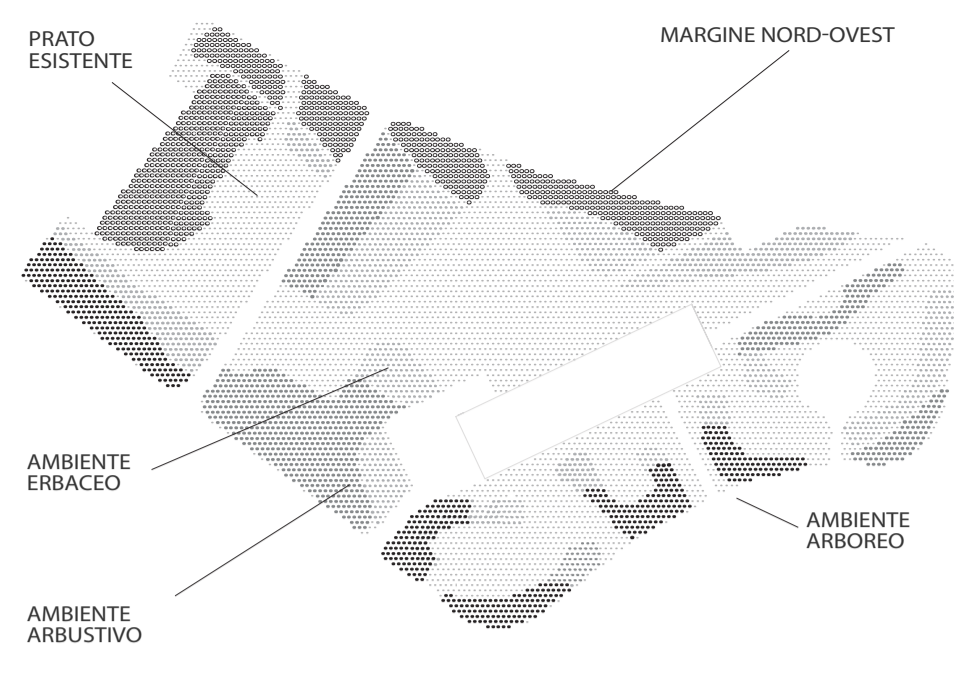 PRATO
ESISTENTE
MARGINE NORD-OVEST
AMBIENTE
ERBACEO
AMBIENTE
ARBOREO
AMBIENTE
ARBUSTIVO